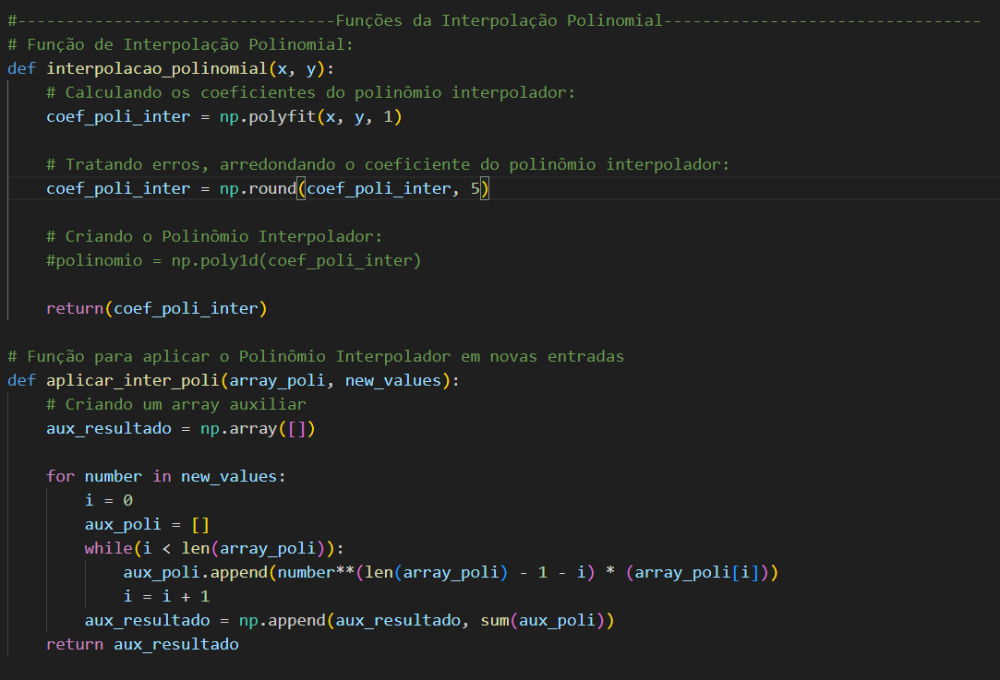 #---------------------------------Funções da Interpolação Polinomial---------------------------------
# Função de Interpolação Polinomial:
def interpolacao_polinomial(x, y):
    # Calculando os coeficientes do polinômio interpolador:
    coef_poli_inter = np.polyfit(x, y, 1)

    # Tratando erros, arredondando o coeficiente do polinômio interpolador:
    coef_poli_inter = np.round(coef_poli_inter, 5)

    # Criando o Polinômio Interpolador:
    #polinomio = np.poly1d(coef_poli_inter)

    return(coef_poli_inter)

# Função para aplicar o Polinômio Interpolador em novas entradas
def aplicar_inter_poli(array_poli, new_values):
    # Criando um array auxiliar
    aux_resultado = np.array([])

    for number in new_values:
        i = 0
        aux_poli = []
        while(i < len(array_poli)):
            aux_poli.append(number**(len(array_poli) - 1 - i) * (array_poli[i]))
            i = i + 1
        aux_resultado = np.append(aux_resultado, sum(aux_poli))
    return aux_resultado